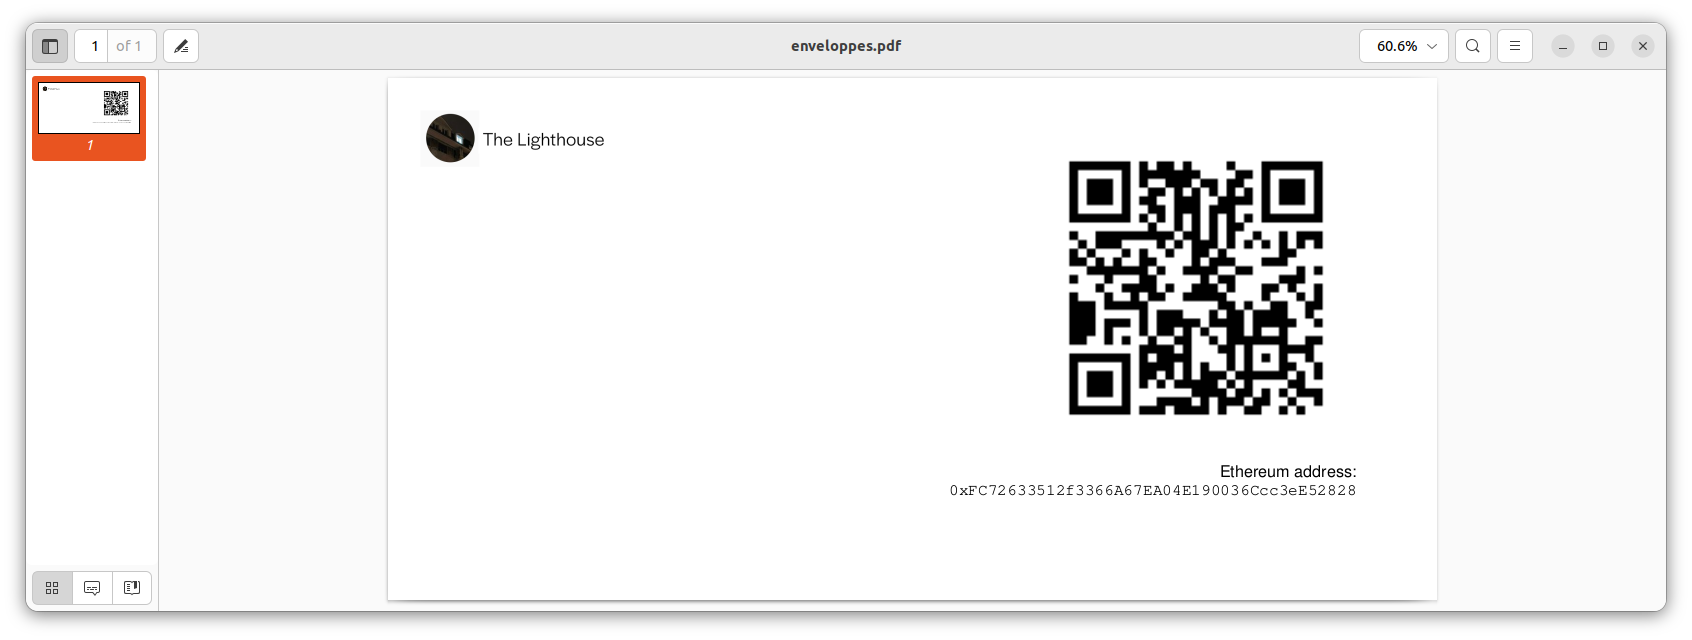 1 of 1
enveloppes.pdf
60.6%
1
The Lighthouse
Ethereum address:
0xFC72633512f3366A67EA04E190036Ccc3eE52828